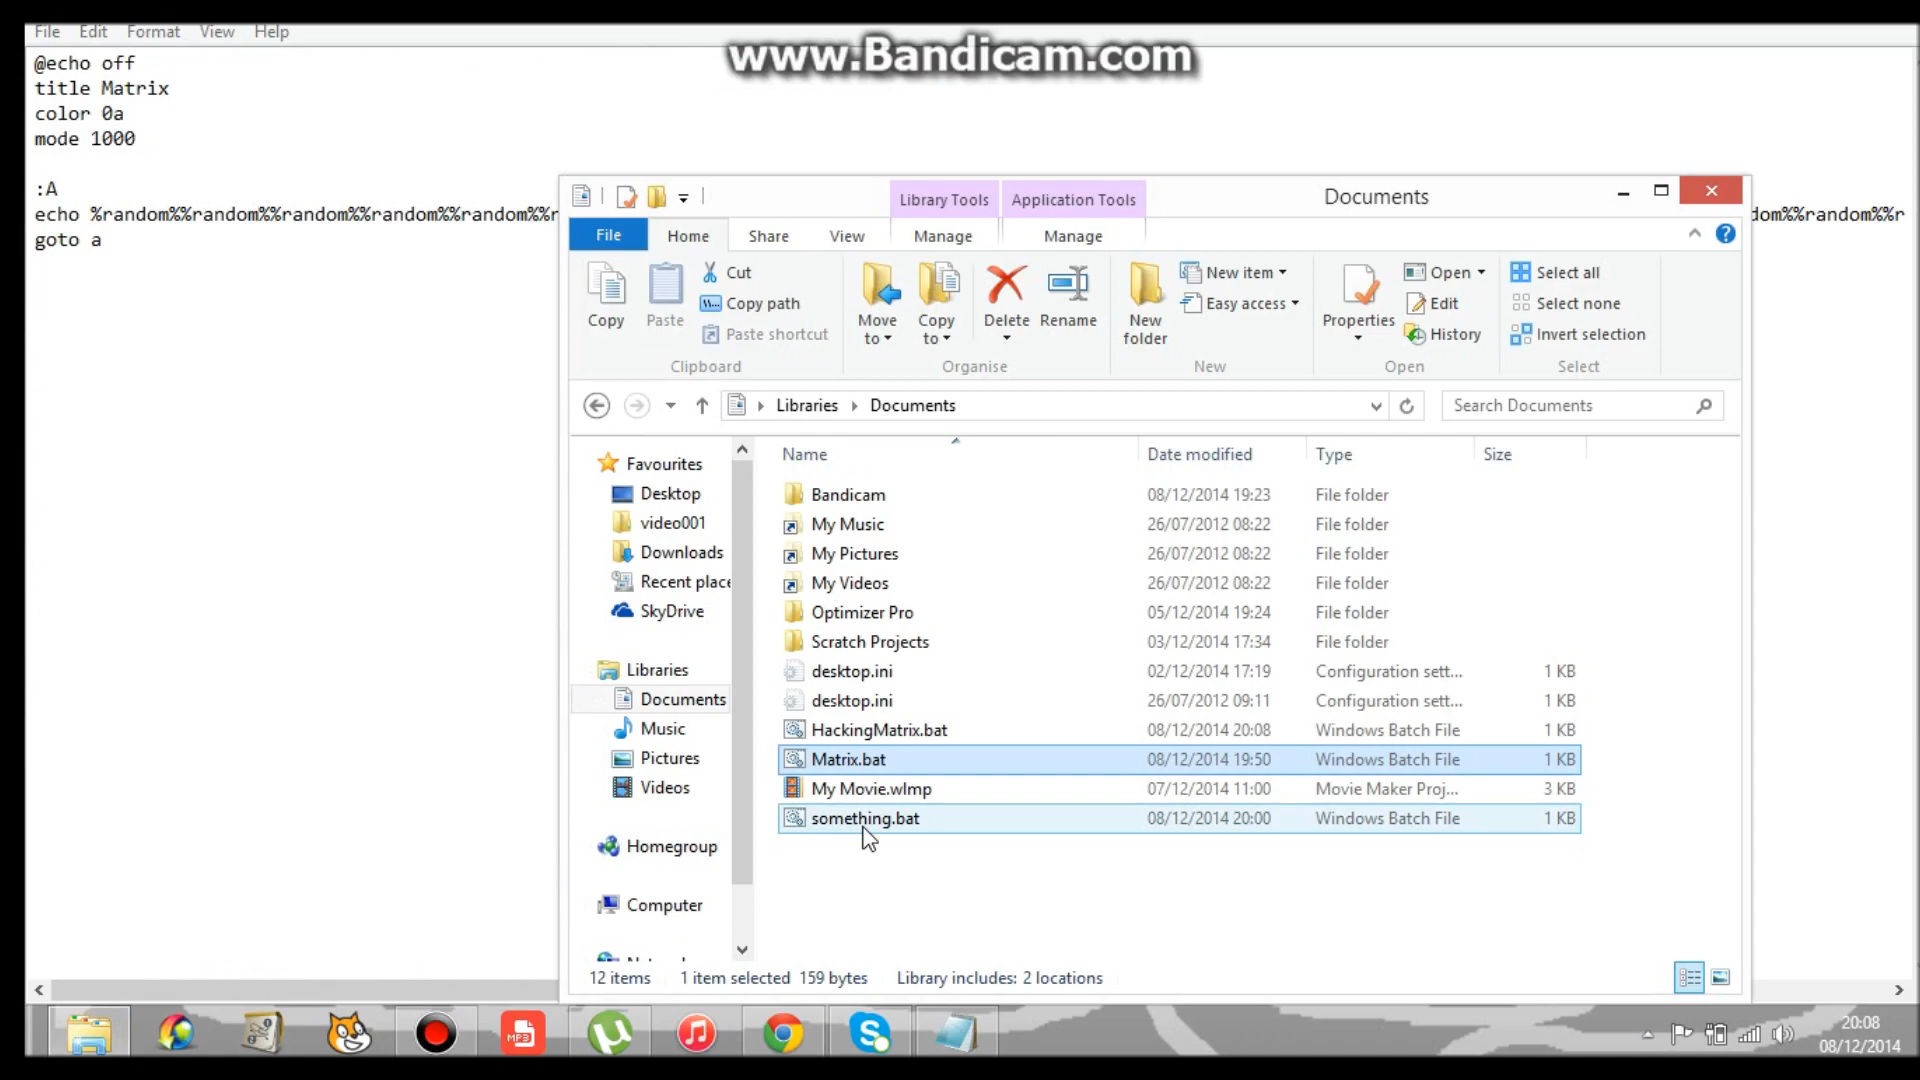 File Edit Format View Help
www.Bandicam.com
@echo off
title Matrix
color 0a
mode 1000
:A
echo %random%%random%%random%%random%%random%%r
dom%%random%%r
goto a
Library Tools Application Tools Documents
File Home Share View Manage Manage
Copy Paste Cut Copy path Paste shortcut
Clipboard
Move to Copy to Delete Rename
Organise
New folder New item Easy access
New
Properties Open Edit History
Open
Select all Select none Invert selection
Select
Libraries Documents
Search Documents
Favourites
Desktop
video001
Downloads
Recent place
SkyDrive
Libraries
Documents
Music
Pictures
Videos
Homegroup
Computer
Name Date modified Type Size
Bandicam 08/12/2014 19:23 File folder
My Music 26/07/2012 08:22 File folder
My Pictures 26/07/2012 08:22 File folder
My Videos 26/07/2012 08:22 File folder
Optimizer Pro 05/12/2014 19:24 File folder
Scratch Projects 03/12/2014 17:34 File folder
desktop.ini 02/12/2014 17:19 Configuration sett... 1 KB
desktop.ini 26/07/2012 09:11 Configuration sett... 1 KB
HackingMatrix.bat 08/12/2014 20:08 Windows Batch File 1 KB
Matrix.bat 08/12/2014 19:50 Windows Batch File 1 KB
My Movie.wlmp 07/12/2014 11:00 Movie Maker Proj... 3 KB
something.bat 08/12/2014 20:00 Windows Batch File 1 KB
12 items 1 item selected 159 bytes Library includes: 2 locations
MP3
20:08
08/12/2014